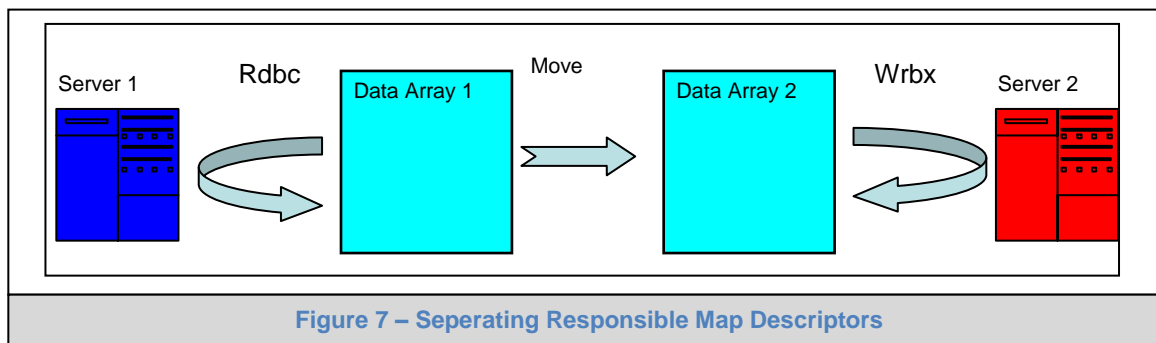 Server 1
Rdbc
Data Array 1
Move
Data Array 2
Wrbx
Server 2
Figure 7 – Seperating Responsible Map Descriptors